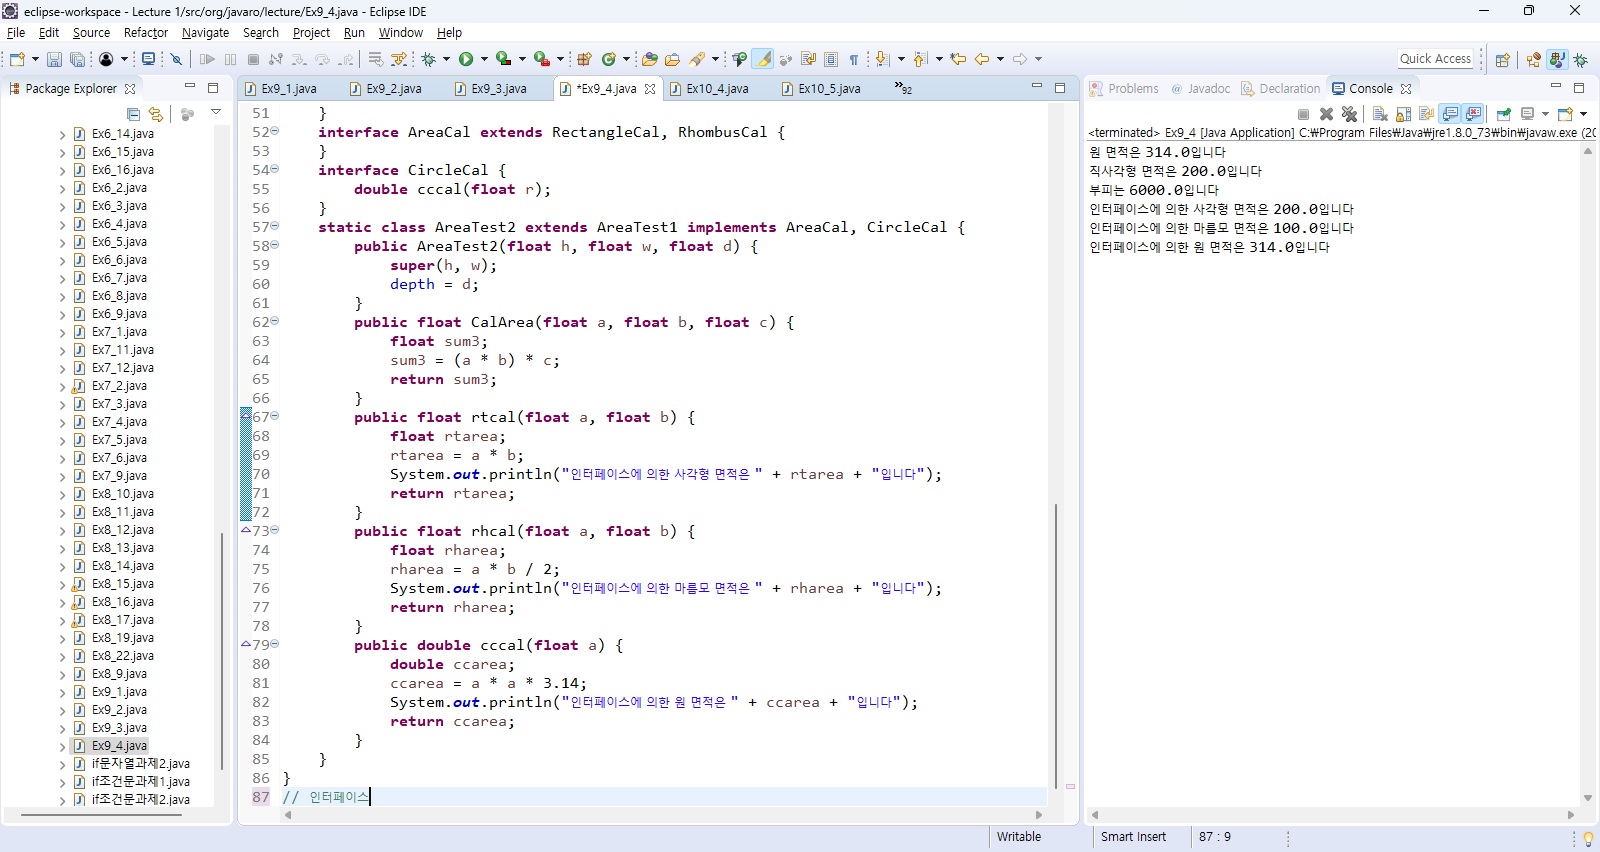 eclipse-workspace - Lecture 1/src/org/javaro/lecture/Ex9_4.java - Eclipse IDE
File Edit Source Refactor Navigate Search Project Run Window Help
Quick Access
Package Explorer
Ex6_14.java
Ex6_15.java
Ex6_16.java
Ex6_2.java
Ex6_3.java
Ex6_4.java
Ex6_5.java
Ex6_6.java
Ex6_7.java
Ex6_8.java
Ex6_9.java
Ex7_1.java
Ex7_11.java
Ex7_12.java
Ex7_2.java
Ex7_3.java
Ex7_4.java
Ex7_5.java
Ex7_6.java
Ex7_9.java
Ex8_10.java
Ex8_11.java
Ex8_12.java
Ex8_13.java
Ex8_14.java
Ex8_15.java
Ex8_16.java
Ex8_17.java
Ex8_19.java
Ex8_22.java
Ex8_9.java
Ex9_1.java
Ex9_2.java
Ex9_3.java
Ex9_4.java
if문자열과제2.java
if조건문과제1.java
if조건문과제2.java
Ex9_1.java Ex9_2.java Ex9_3.java *Ex9_4.java Ex10_4.java Ex10_5.java »92
51 }
52 interface AreaCal extends RectangleCal, RhombusCal {
53 }
54 interface CircleCal {
55 double cccal(float r);
56 }
57 static class AreaTest2 extends AreaTest1 implements AreaCal, CircleCal {
58 public AreaTest2(float h, float w, float d) {
59 super(h, w);
60 depth = d;
61 }
62 public float CalArea(float a, float b, float c) {
63 float sum3;
64 sum3 = (a * b) * c;
65 return sum3;
66 }
67 public float rtcal(float a, float b) {
68 float rtarea;
69 rtarea = a * b;
70 System.out.println("인터페이스에 의한 사각형 면적은 " + rtarea + "입니다");
71 return rtarea;
72 }
73 public float rhcal(float a, float b) {
74 float rharea;
75 rharea = a * b / 2;
76 System.out.println("인터페이스에 의한 마름모 면적은 " + rharea + "입니다");
77 return rharea;
78 }
79 public double cccal(float a) {
80 double ccarea;
81 ccarea = a * a * 3.14;
82 System.out.println("인터페이스에 의한 원 면적은 " + ccarea + "입니다");
83 return ccarea;
84 }
85 }
86 }
87 // 인터페이스
Problems Javadoc Declaration Console
<terminated> Ex9_4 [Java Application] C:₩Program Files₩Java₩jre1.8.0_73₩bin₩javaw.exe (20
원 면적은 314.0입니다
직사각형 면적은 200.0입니다
부피는 6000.0입니다
인터페이스에 의한 사각형 면적은 200.0입니다
인터페이스에 의한 마름모 면적은 100.0입니다
인터페이스에 의한 원 면적은 314.0입니다
Writable Smart Insert 87 : 9